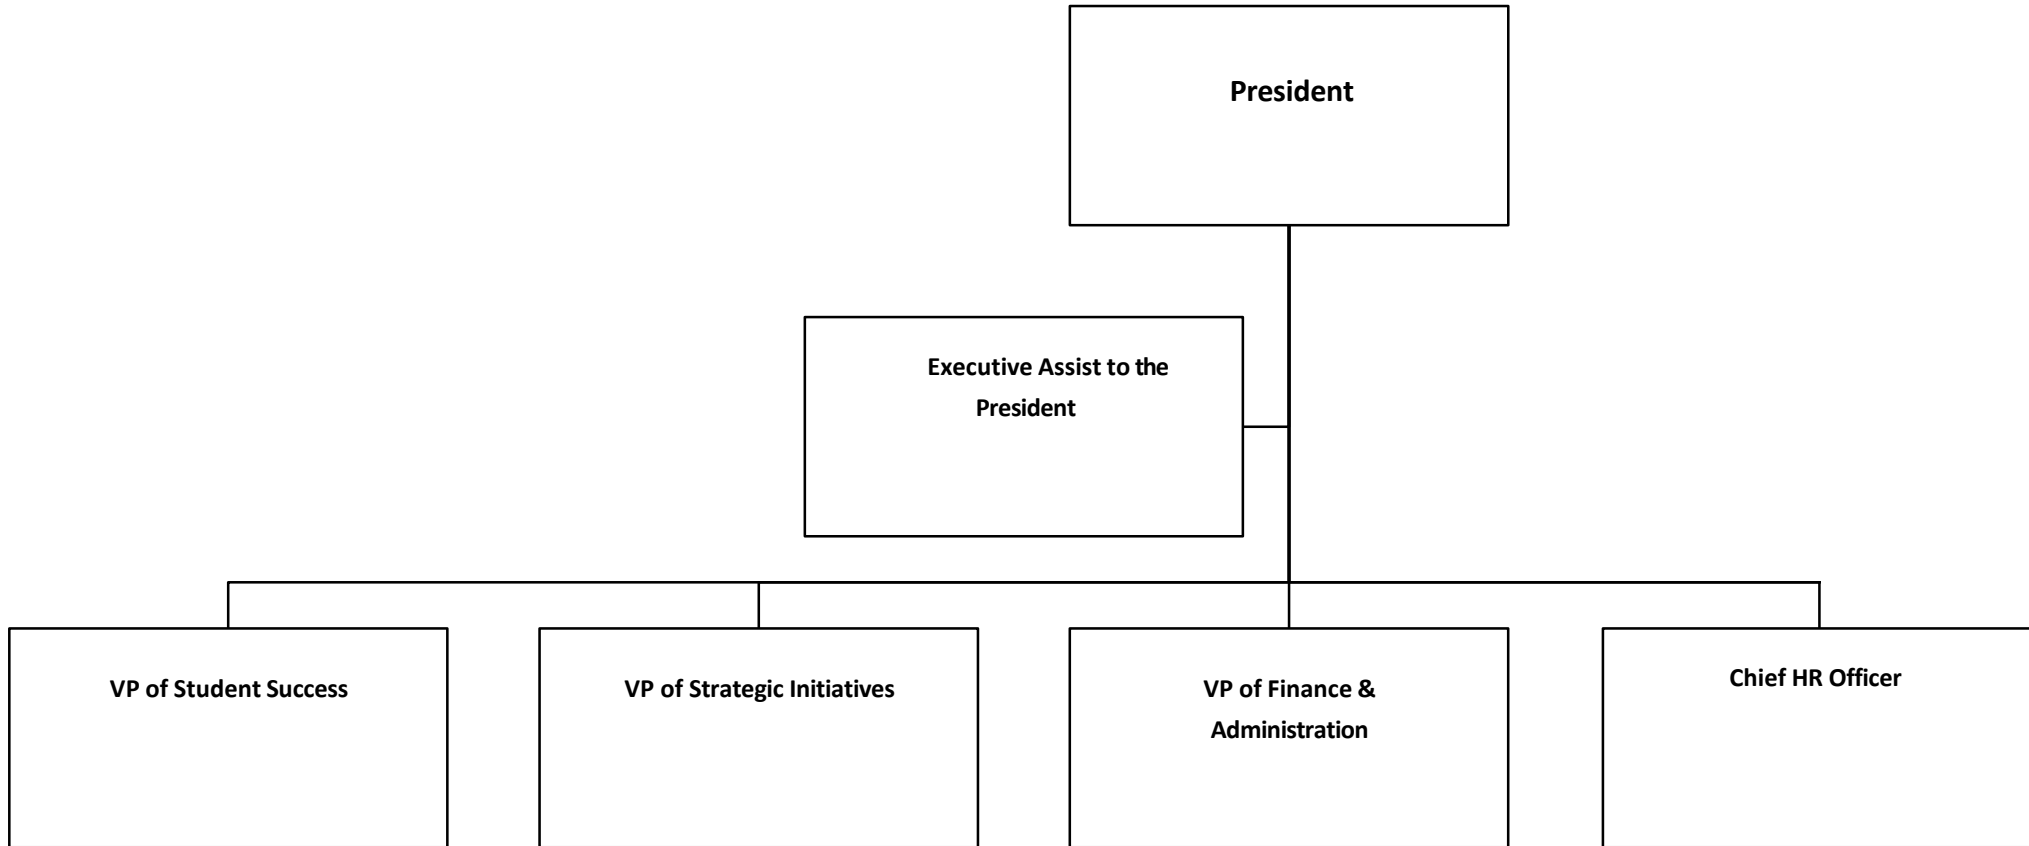 President
Executive Assist to the
President
VP of Student Success
VP of Strategic Initiatives
VP of Finance &
Administration
Chief HR Officer